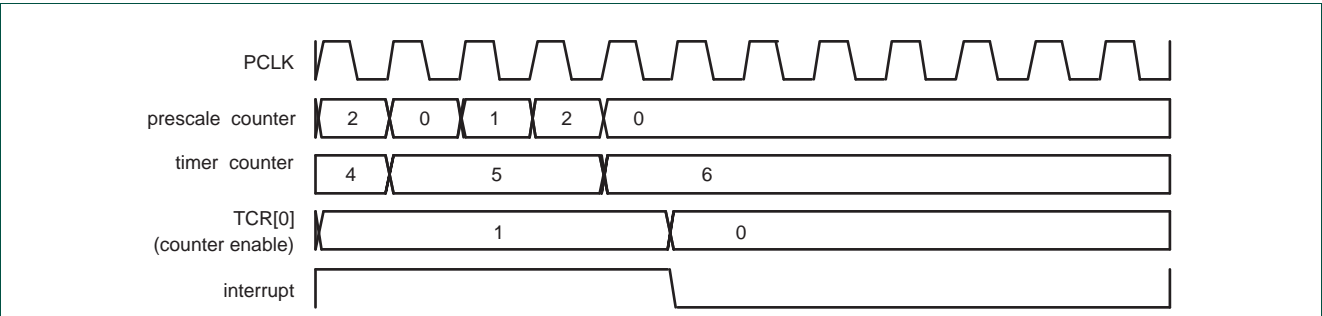 PCLK
prescale counter 2 0 1 2 0
timer counter 4 5 6
TCR[0]
(counter enable) 1 0
interrupt